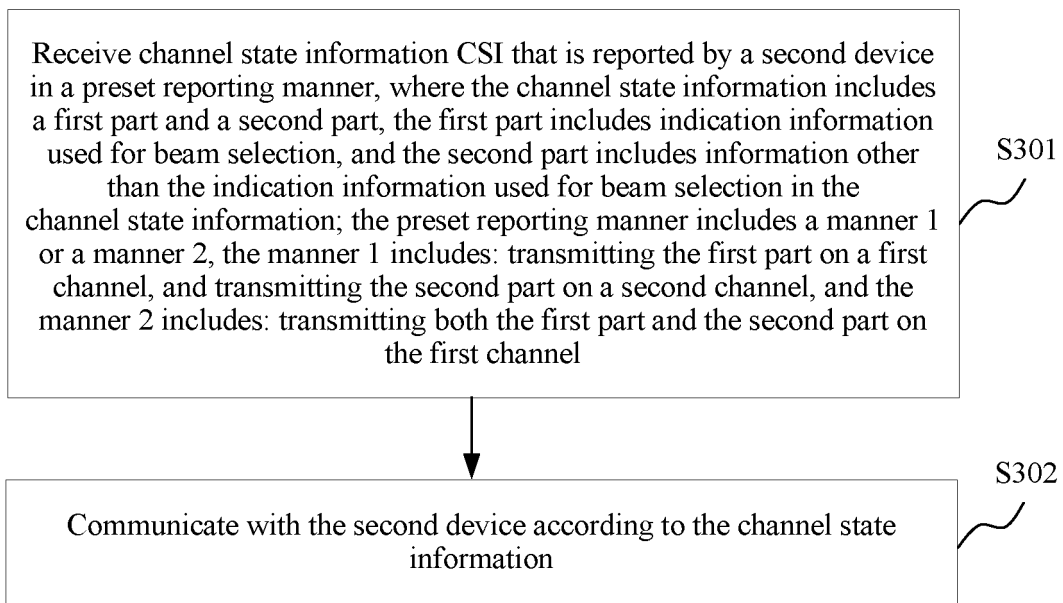 Receive channel state information CSI that is reported by a second device
in a preset reporting manner, where the channel state information includes
a first part and a second part, the first part includes indication information
used for beam selection, and the second part includes information other
than the indication information used for beam selection in the
channel state information; the preset reporting manner includes a manner 1
or a manner 2, the manner 1 includes: transmitting the first part on a first
channel, and transmitting the second part on a second channel, and the
manner 2 includes: transmitting both the first part and the second part on
the first channel
S301
Communicate with the second device according to the channel state
information
S302